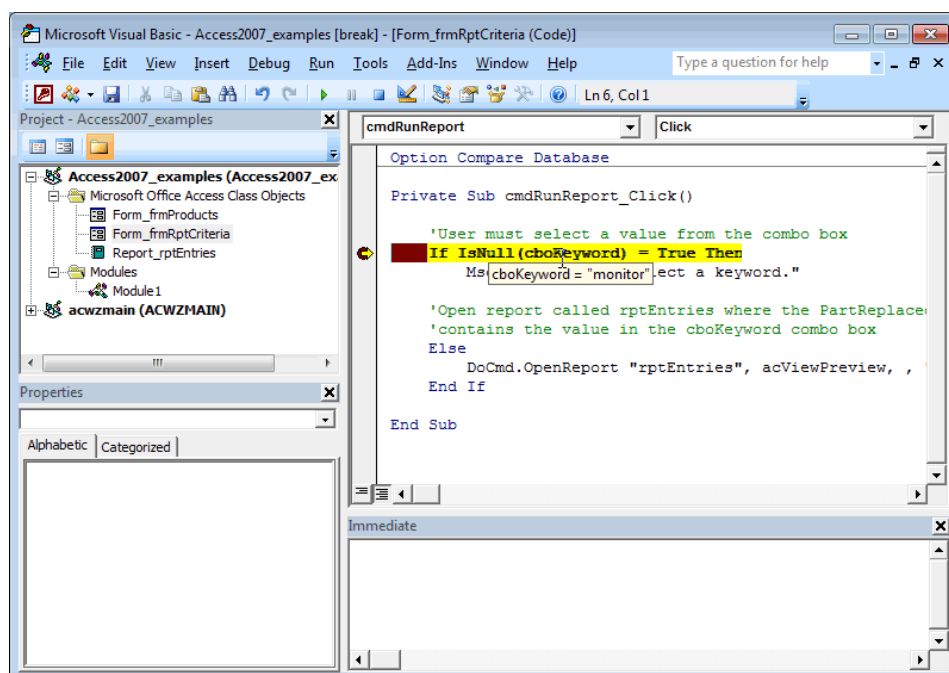 Microsoft Visual Basic - Access2007_examples [break] - [Form_frmRptCriteria (Code)]
File Edit View Insert Debug Run Tools Add-Ins Window Help Type a question for help
Ln 6, Col 1
Project - Access2007_examples
Access2007_examples (Access2007_ex
Microsoft Office Access Class Objects
Form_frmProducts
Form_frmRptCriteria
Report_rptEntries
Modules
Module1
acwzmain (ACWZMAIN)
Properties
Alphabetic Categorized
cmdRunReport Click
Option Compare Database
Private Sub cmdRunReport_Click()
'User must select a value from the combo box
If IsNull(cboKeyword) = True Then
Ms cboKeyword = "monitor" lect a keyword."
'Open report called rptEntries where the PartReplaced
'contains the value in the cboKeyword combo box
Else
DoCmd.OpenReport "rptEntries", acViewPreview, , "
End If
End Sub
Immediate